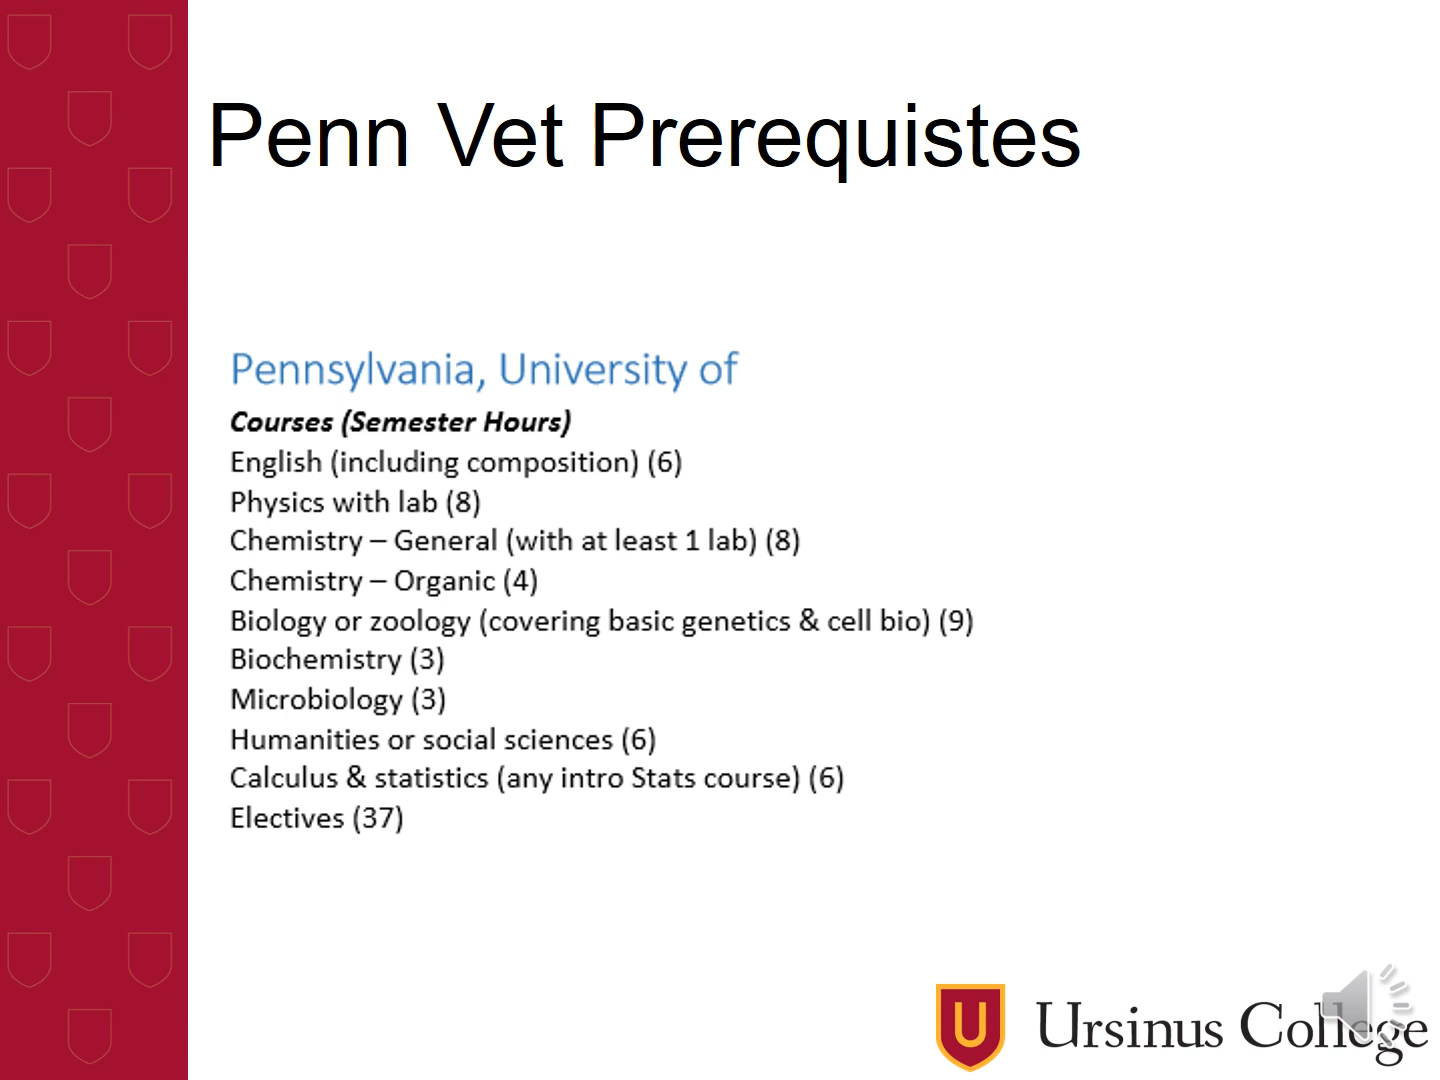 Penn Vet Prerequistes
Pennsylvania, University of
Courses (Semester Hours)
English (including composition) (6)
Physics with lab (8)
Chemistry – General (with at least 1 lab) (8)
Chemistry – Organic (4)
Biology or zoology (covering basic genetics & cell bio) (9)
Biochemistry (3)
Microbiology (3)
Humanities or social sciences (6)
Calculus & statistics (any intro Stats course) (6)
Electives (37)
U Ursinus College